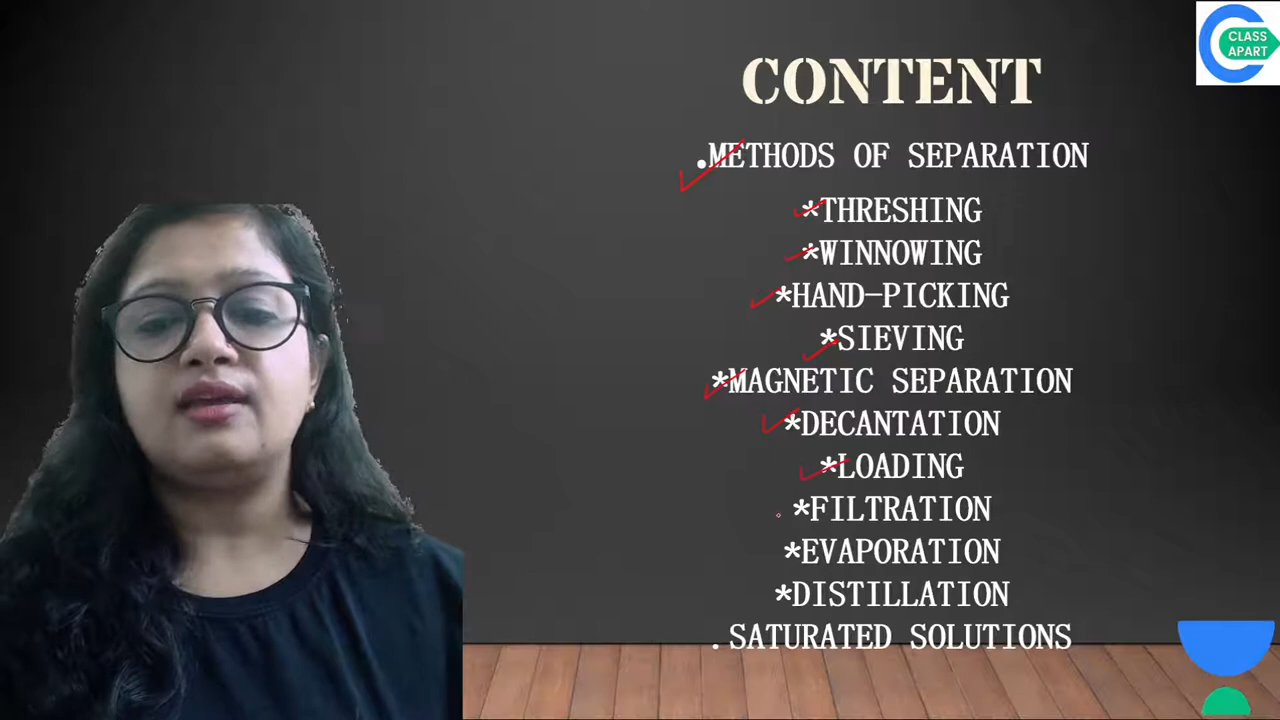 CLASS
APART
CONTENT
.METHODS OF SEPARATION
*THRESHING
*WINNOWING
*HAND-PICKING
*SIEVING
*MAGNETIC SEPARATION
*DECANTATION
*LOADING
*FILTRATION
*EVAPORATION
*DISTILLATION
. SATURATED SOLUTIONS